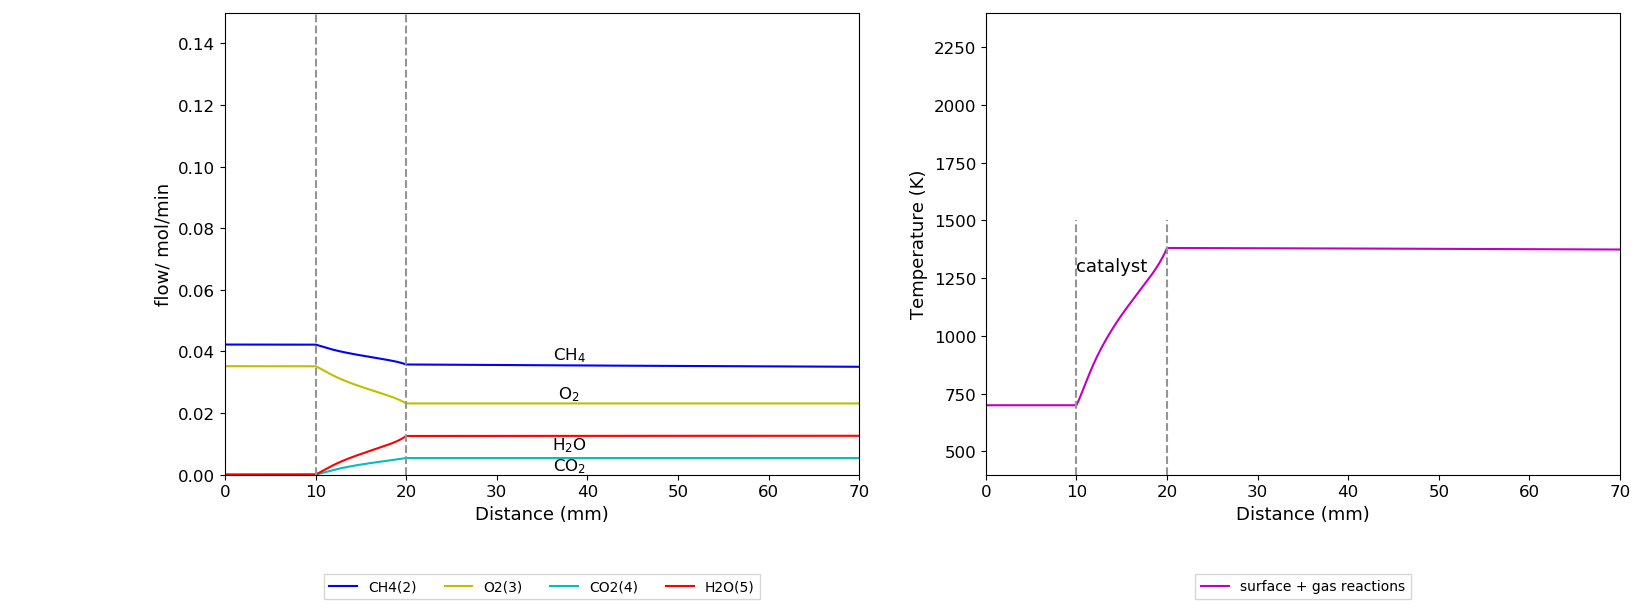 0.14
0.12
0.10
0.08
0.06
0.04
0.02
0.00
flow/ mol/min
CH4
O2
H2O
CO2
0 10 20 30 40 50 60 70
Distance (mm)
CH4(2) O2(3) CO2(4) H2O(5)
2250
2000
1750
1500
1250
1000
750
500
Temperature (K)
catalyst
0 10 20 30 40 50 60 70
Distance (mm)
surface + gas reactions